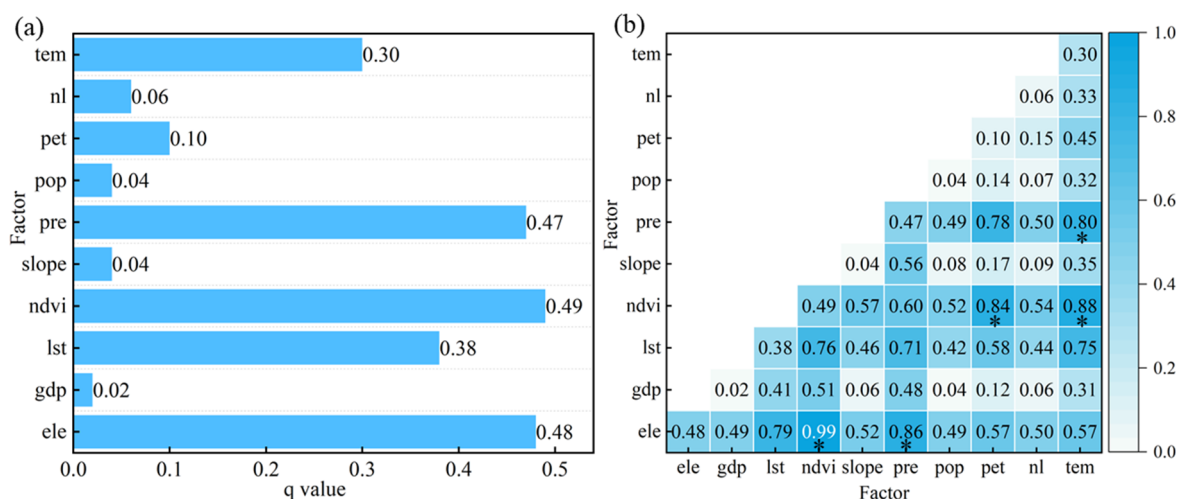 (a)
(b)
Factor
tem
0.30
nl
0.06
pet
0.10
pop
0.04
pre
0.47
slope
0.04
ndvi
0.49
lst
0.38
gdp
0.02
ele
0.48
0.0 0.1 0.2 0.3 0.4 0.5
q value
Factor
tem 0.30
nl 0.06 0.33
pet 0.10 0.15 0.45
pop 0.04 0.14 0.07 0.32
pre 0.47 0.49 0.78 0.50 0.80
*
slope 0.04 0.56 0.08 0.17 0.09 0.35
ndvi 0.49 0.57 0.60 0.52 0.84 0.54 0.88
* *
lst 0.38 0.76 0.46 0.71 0.42 0.58 0.44 0.75
gdp 0.02 0.41 0.51 0.06 0.48 0.04 0.12 0.06 0.31
ele 0.48 0.49 0.79 0.99 0.52 0.86 0.49 0.57 0.50 0.57
* *
ele gdp lst ndvi slope pre pop pet nl tem
Factor
1.0
0.8
0.6
0.4
0.2
0.0